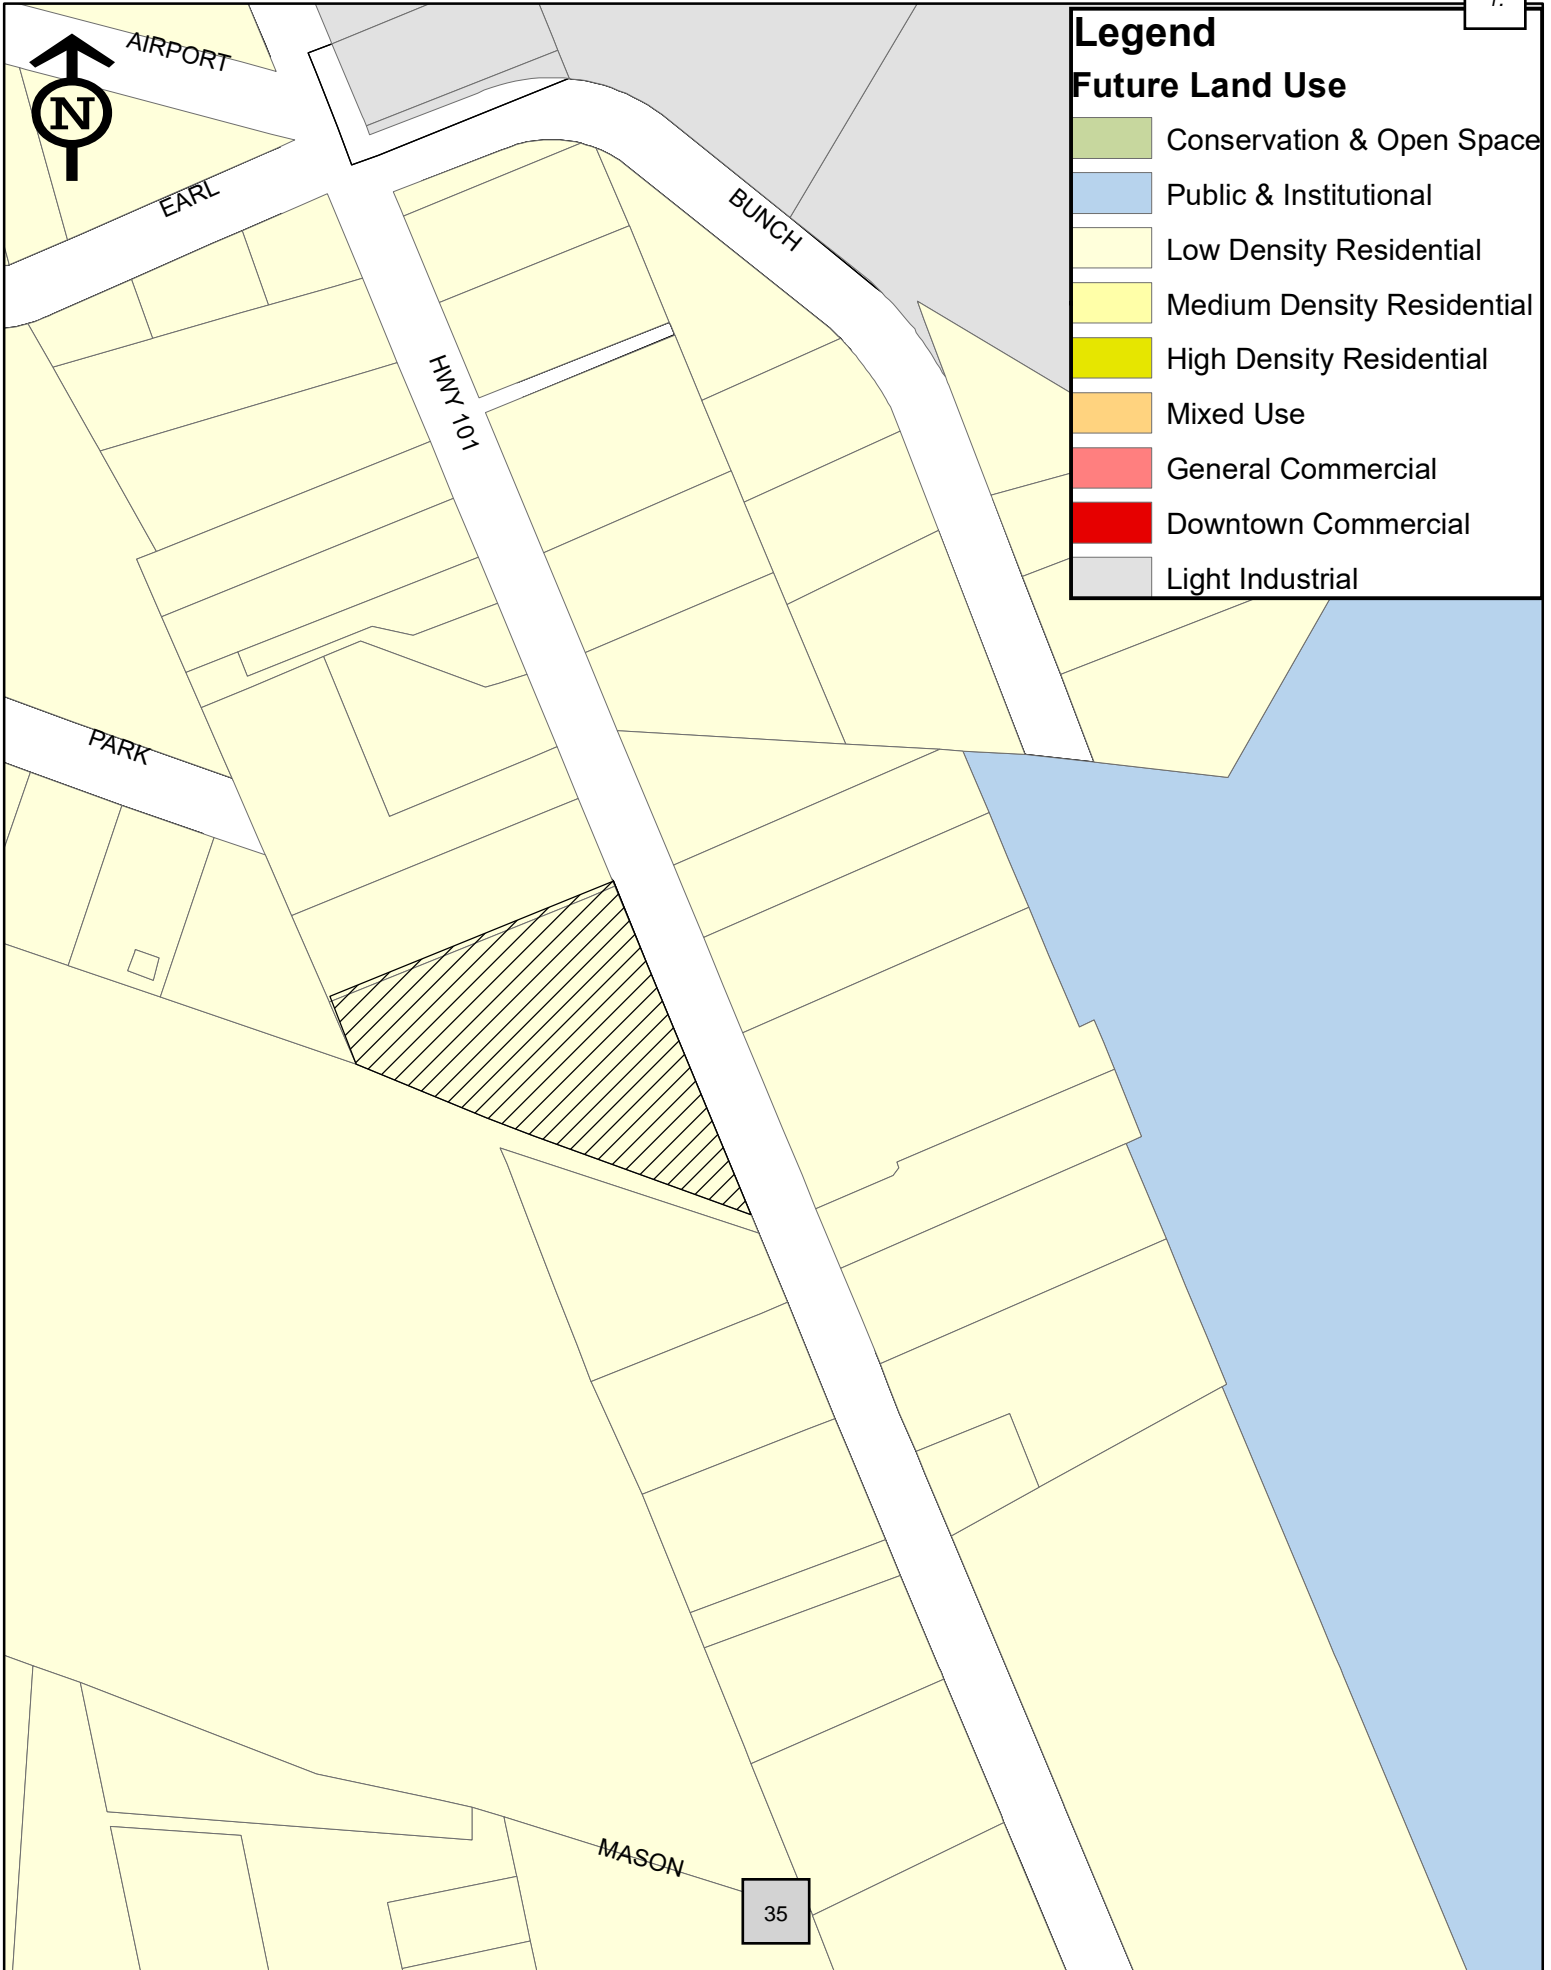 Legend
Future Land Use
Conservation & Open Space
Public & Institutional
Low Density Residential
Medium Density Residential
High Density Residential
Mixed Use
General Commercial
Downtown Commercial
Light Industrial
AIRPORT
N
EARL
BUNCH
HWY 101
PARK
MASON
35